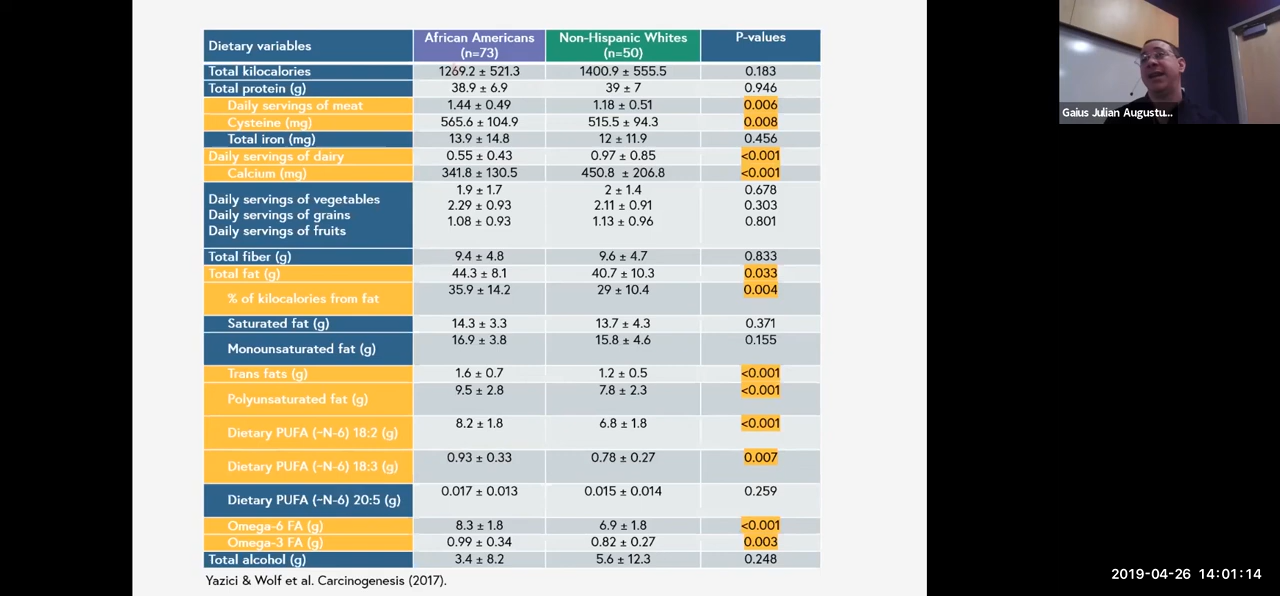 Dietary variables African Americans (n=73) Non-Hispanic Whites (n=50) P-values
Total kilocalories 1269.2 ± 521.3 1400.9 ± 555.5 0.183
Total protein (g) 38.9 ± 6.9 39 ± 7 0.946
Daily servings of meat 1.44 ± 0.49 1.18 ± 0.51 0.006
Cysteine (mg) 565.6 ± 104.9 515.5 ± 94.3 0.008
Total iron (mg) 13.9 ± 14.8 12 ± 11.9 0.456
Daily servings of dairy 0.55 ± 0.43 0.97 ± 0.85 <0.001
Calcium (mg) 341.8 ± 130.5 450.8 ± 206.8 <0.001
Daily servings of vegetables 1.9 ± 1.7 2 ± 1.4 0.678
Daily servings of grains 2.29 ± 0.93 2.11 ± 0.91 0.303
Daily servings of fruits 1.08 ± 0.93 1.13 ± 0.96 0.801
Total fiber (g) 9.4 ± 4.8 9.6 ± 4.7 0.833
Total fat (g) 44.3 ± 8.1 40.7 ± 10.3 0.033
% of kilocalories from fat 35.9 ± 14.2 29 ± 10.4 0.004
Saturated fat (g) 14.3 ± 3.3 13.7 ± 4.3 0.371
Monounsaturated fat (g) 16.9 ± 3.8 15.8 ± 4.6 0.155
Trans fats (g) 1.6 ± 0.7 1.2 ± 0.5 <0.001
Polyunsaturated fat (g) 9.5 ± 2.8 7.8 ± 2.3 <0.001
Dietary PUFA (~N-6) 18:2 (g) 8.2 ± 1.8 6.8 ± 1.8 <0.001
Dietary PUFA (~N-6) 18:3 (g) 0.93 ± 0.33 0.78 ± 0.27 0.007
Dietary PUFA (~N-6) 20:5 (g) 0.017 ± 0.013 0.015 ± 0.014 0.259
Omega-6 FA (g) 8.3 ± 1.8 6.9 ± 1.8 <0.001
Omega-3 FA (g) 0.99 ± 0.34 0.82 ± 0.27 0.003
Total alcohol (g) 3.4 ± 8.2 5.6 ± 12.3 0.248
Yazici & Wolf et al. Carcinogenesis (2017).
Gaius Julian Augustu...
2019-04-26 14:01:14